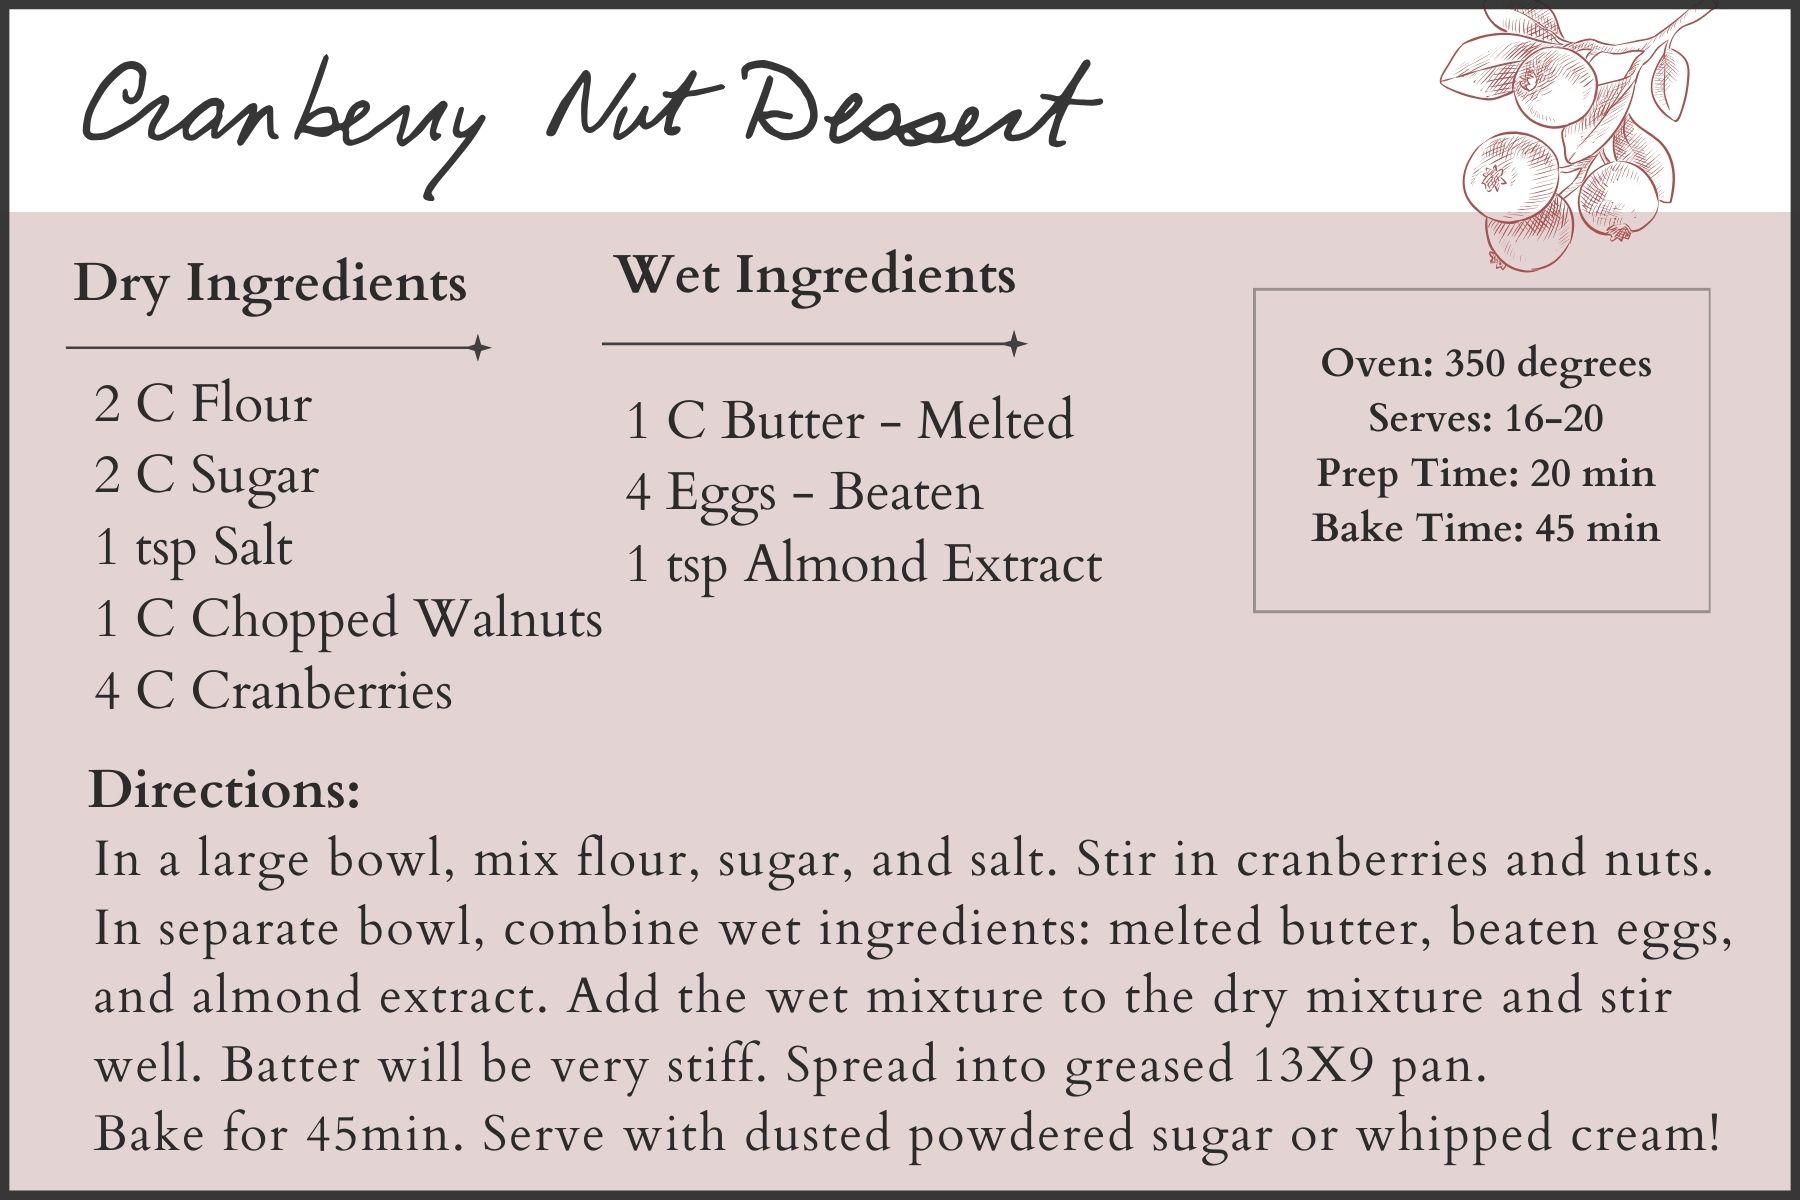 Cranberry Nut Dessert
Dry Ingredients
2 C Flour
2 C Sugar
1 tsp Salt
1 C Chopped Walnuts
4 C Cranberries
Wet Ingredients
1 C Butter - Melted
4 Eggs - Beaten
1 tsp Almond Extract
Oven: 350 degrees
Serves: 16-20
Prep Time: 20 min
Bake Time: 45 min
Directions:
In a large bowl, mix flour, sugar, and salt. Stir in cranberries and nuts.
In separate bowl, combine wet ingredients: melted butter, beaten eggs,
and almond extract. Add the wet mixture to the dry mixture and stir
well. Batter will be very stiff. Spread into greased 13X9 pan.
Bake for 45min. Serve with dusted powdered sugar or whipped cream!